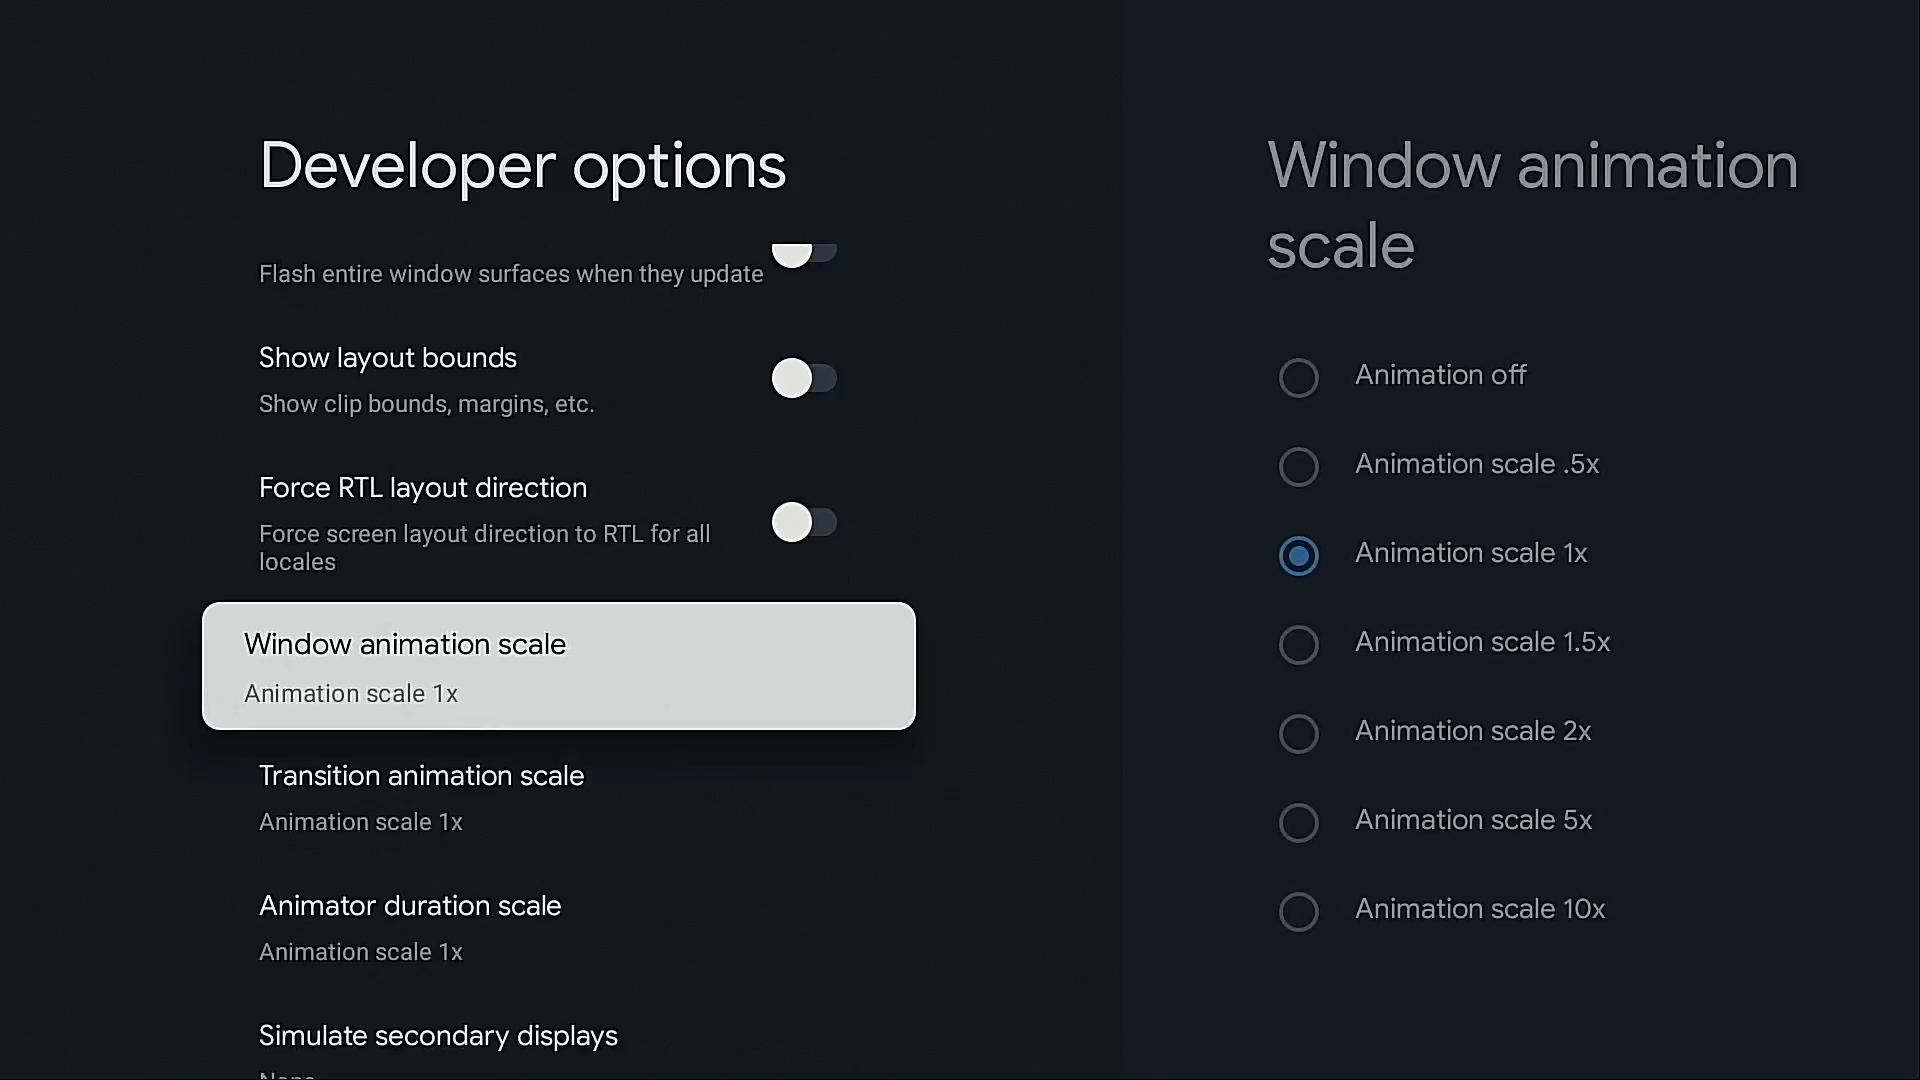 Developer options
Flash entire window surfaces when they update
Show layout bounds
Show clip bounds, margins, etc.
Force RTL layout direction
Force screen layout direction to RTL for all
locales
Window animation scale
Animation scale 1x
Transition animation scale
Animation scale 1x
Animator duration scale
Animation scale 1x
Simulate secondary displays
Window animation
scale
Animation off
Animation scale .5x
Animation scale 1x
Animation scale 1.5x
Animation scale 2x
Animation scale 5x
Animation scale 10x